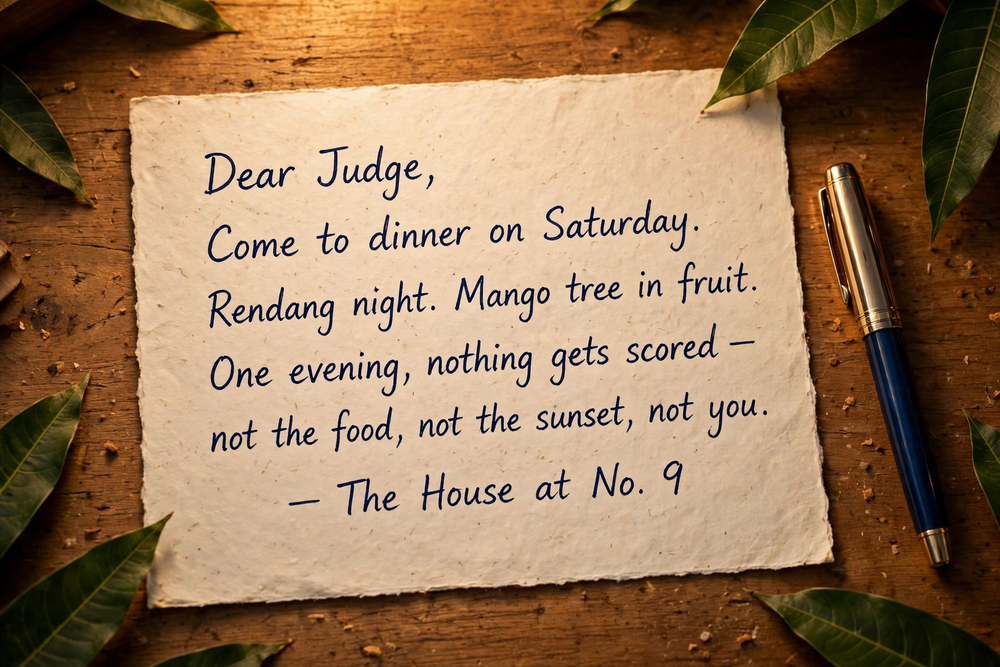 Dear Judge,
Come to dinner on Saturday.
Rendang night. Mango tree in fruit.
One evening, nothing gets scored —
not the food, not the sunset, not you.
— The House at No. 9